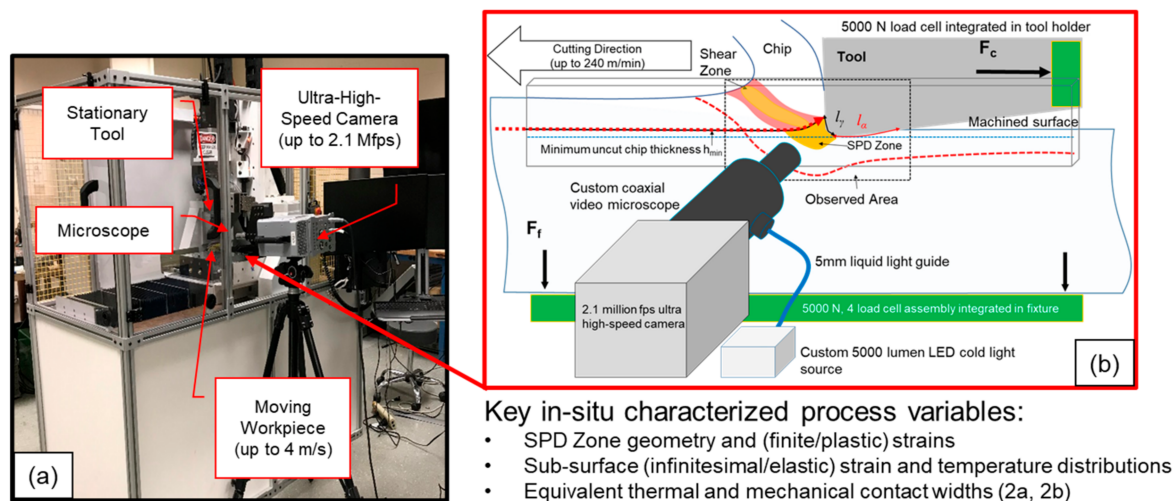 Stationary
Tool
Ultra-High-
Speed Camera
(up to 2.1 Mfps)
Microscope
Moving
Workpiece
(up to 4 m/s)
DANGER
(a)
5000 N load cell integrated in tool holder
Cutting Direction
(up to 240 m/min)
Chip
Shear
Zone
Tool
Fc
lγ
lα
Machined surface
Minimum uncut chip thickness hmin
SPD Zone
Custom coaxial
video microscope
Observed Area
Ff
5mm liquid light guide
2.1 million fps ultra
high-speed camera
5000 N, 4 load cell assembly integrated in fixture
Custom 5000 lumen LED cold light
source
(b)
Key in-situ characterized process variables:
• SPD Zone geometry and (finite/plastic) strains
• Sub-surface (infinitesimal/elastic) strain and temperature distributions
• Equivalent thermal and mechanical contact widths (2a, 2b)